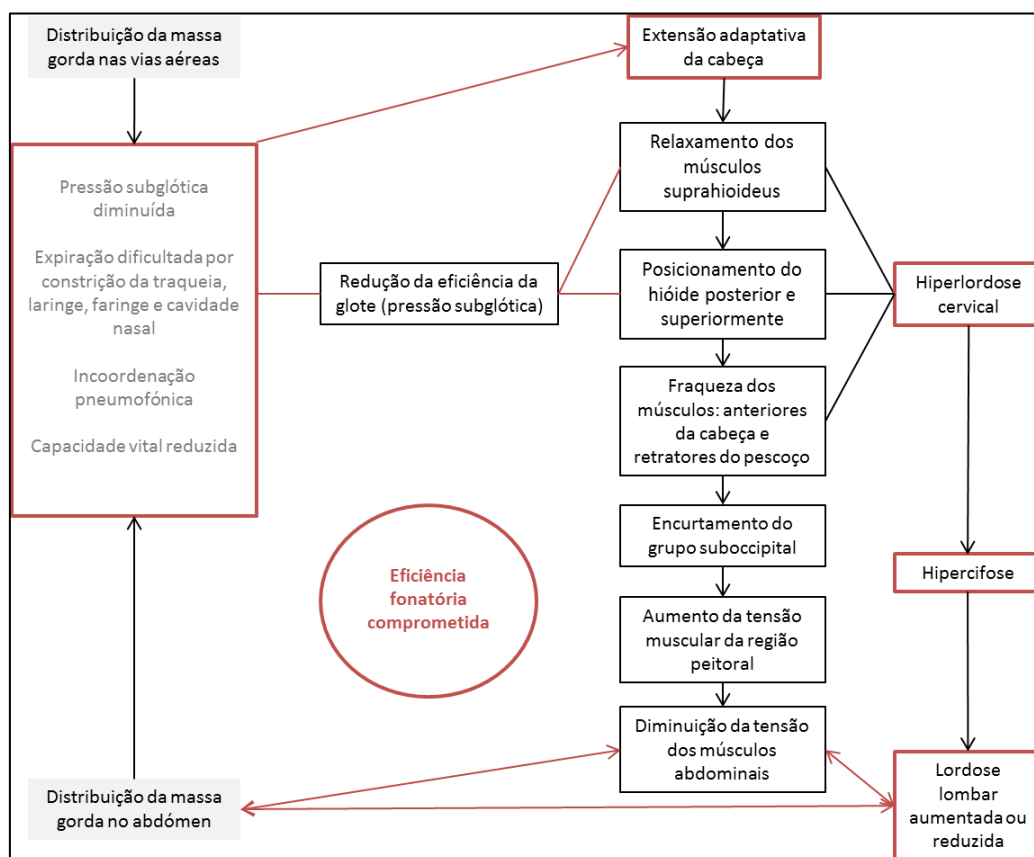 Distribuição da massa
gorda nas vias aéreas
Extensão adaptativa
da cabeça
Pressão subglótica
diminuída
Expiração dificultada por
constrição da traqueia,
laringe, faringe e cavidade
nasal
Incoordenação
pneumofónica
Capacidade vital reduzida
Redução da eficiência da
glote (pressão subglótica)
Relaxamento dos
músculos
suprahioideus
Posicionamento do
hióide posterior e
superiormente
Fraqueza dos
músculos: anteriores
da cabeça e
retratores do pescoço
Encurtamento do
grupo suboccipital
Aumento da tensão
muscular da região
peitoral
Diminuição da tensão
dos músculos
abdominais
Hiperlordose
cervical
Hipercifose
Lordose
lombar
aumentada ou
reduzida
Eficiência
fonatória
comprometida
Distribuição da massa
gorda no abdómen